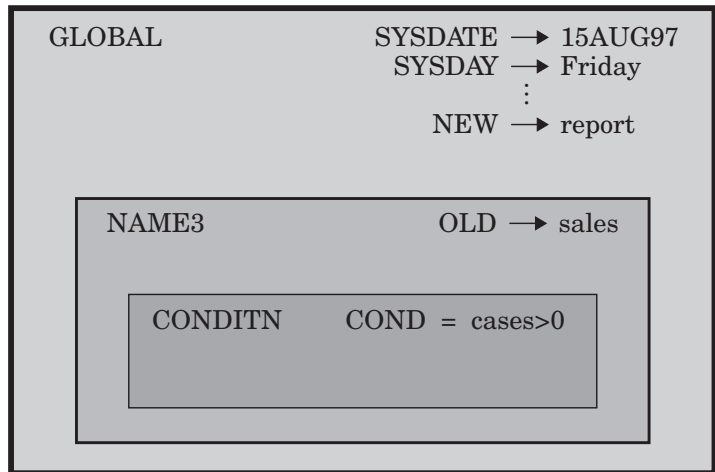 GLOBAL SYSDATE → 15AUG97
SYSDAY → Friday
⋮
NEW → report
NAME3 OLD → sales
CONDITN COND = cases>0